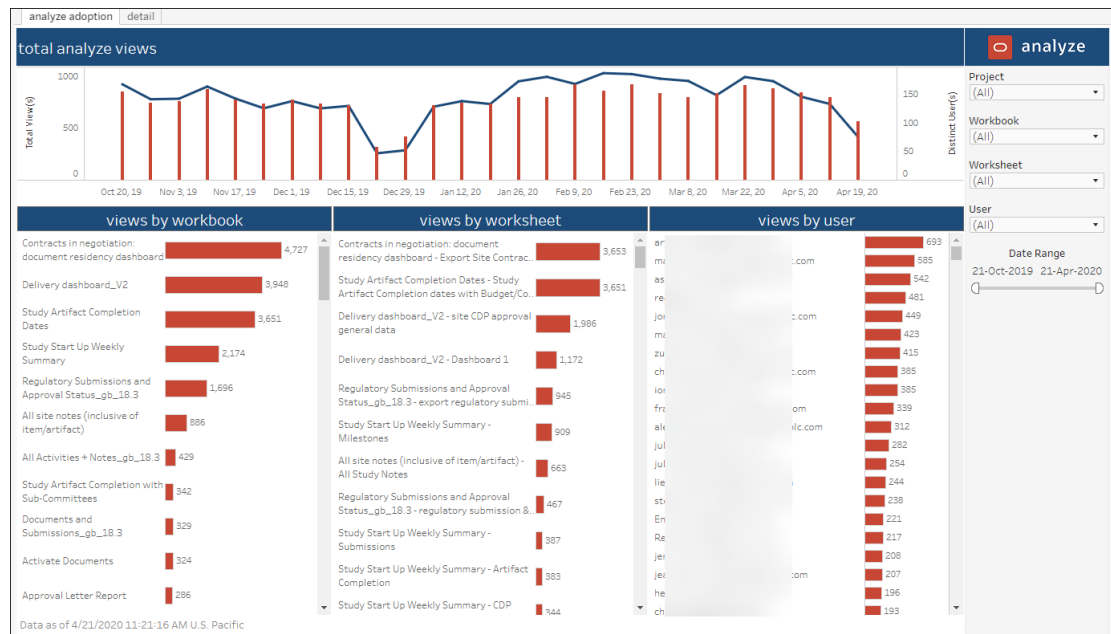 analyze adoption detail
total analyze views
analyze
Total View(s)
1000
500
0
150
100
50
0
Distinct User(s)
Oct 20, 19 Nov 3, 19 Nov 17, 19 Dec 1, 19 Dec 15, 19 Dec 29, 19 Jan 12, 20 Jan 26, 20 Feb 9, 20 Feb 23, 20 Mar 8, 20 Mar 22, 20 Apr 5, 20 Apr 19, 20
Project
(All)
Workbook
(All)
Worksheet
(All)
User
(All)
Date Range
21-Oct-2019 21-Apr-2020
views by workbook
Contracts in negotiation:
document residency dashboard
4,727
Delivery dashboard_V2
3,948
Study Artifact Completion
Dates
3,651
Study Start Up Weekly
Summary
2,174
Regulatory Submissions and
Approval Status_gb_18.3
1,696
All site notes (inclusive of
item/artifact)
886
All Activities + Notes_gb_18.3
429
Study Artifact Completion with
Sub-Committees
342
Documents and
Submissions_gb_18.3
329
Activate Documents
324
Approval Letter Report
286
views by worksheet
Contracts in negotiation: document
residency dashboard - Export Site Contrac..
3,653
Study Artifact Completion Dates - Study
Artifact Completion dates with Budget/Co..
3,651
Delivery dashboard_V2 - site CDP approval
general data
1,986
Delivery dashboard_V2 - Dashboard 1
1,172
Regulatory Submissions and Approval
Status_gb_18.3 - export regulatory submi..
945
Study Start Up Weekly Summary -
Milestones
909
All site notes (inclusive of item/artifact) -
All Study Notes
663
Regulatory Submissions and Approval
Status_gb_18.3 - regulatory submission &..
467
Study Start Up Weekly Summary -
Submissions
387
Study Start Up Weekly Summary - Artifact
Completion
383
Study Start Up Weekly Summary - CDP
344
views by user
693
.com 585
542
481
449
423
415
385
385
339
312
282
254
244
238
221
217
208
207
196
193
Data as of 4/21/2020 11:21:16 AM U.S. Pacific